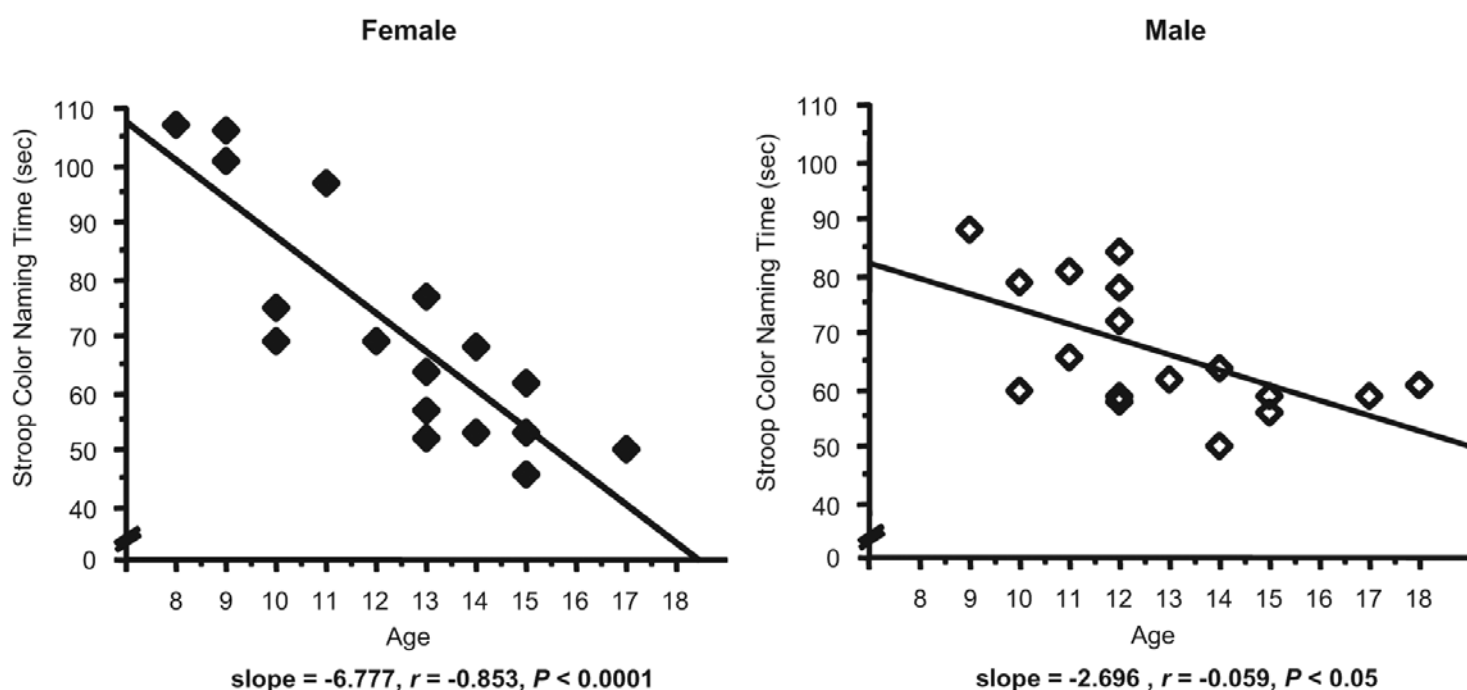 Female
Stroop Color Naming Time (sec)
110
100
90
80
70
60
50
40
0
8 9 10 11 12 13 14 15 16 17 18
Age
slope = -6.777, r = -0.853, P < 0.0001
Male
Stroop Color Naming Time (sec)
110
100
90
80
70
60
50
40
0
8 9 10 11 12 13 14 15 16 17 18
Age
slope = -2.696 , r = -0.059, P < 0.05